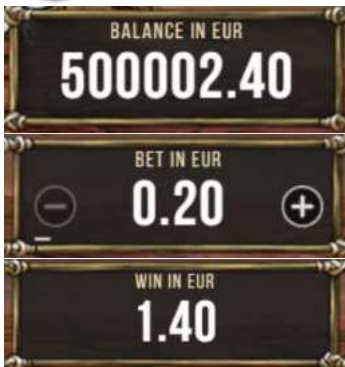 BALANCE IN EUR
500002.40
BET IN EUR
0.20
WIN IN EUR
1.40